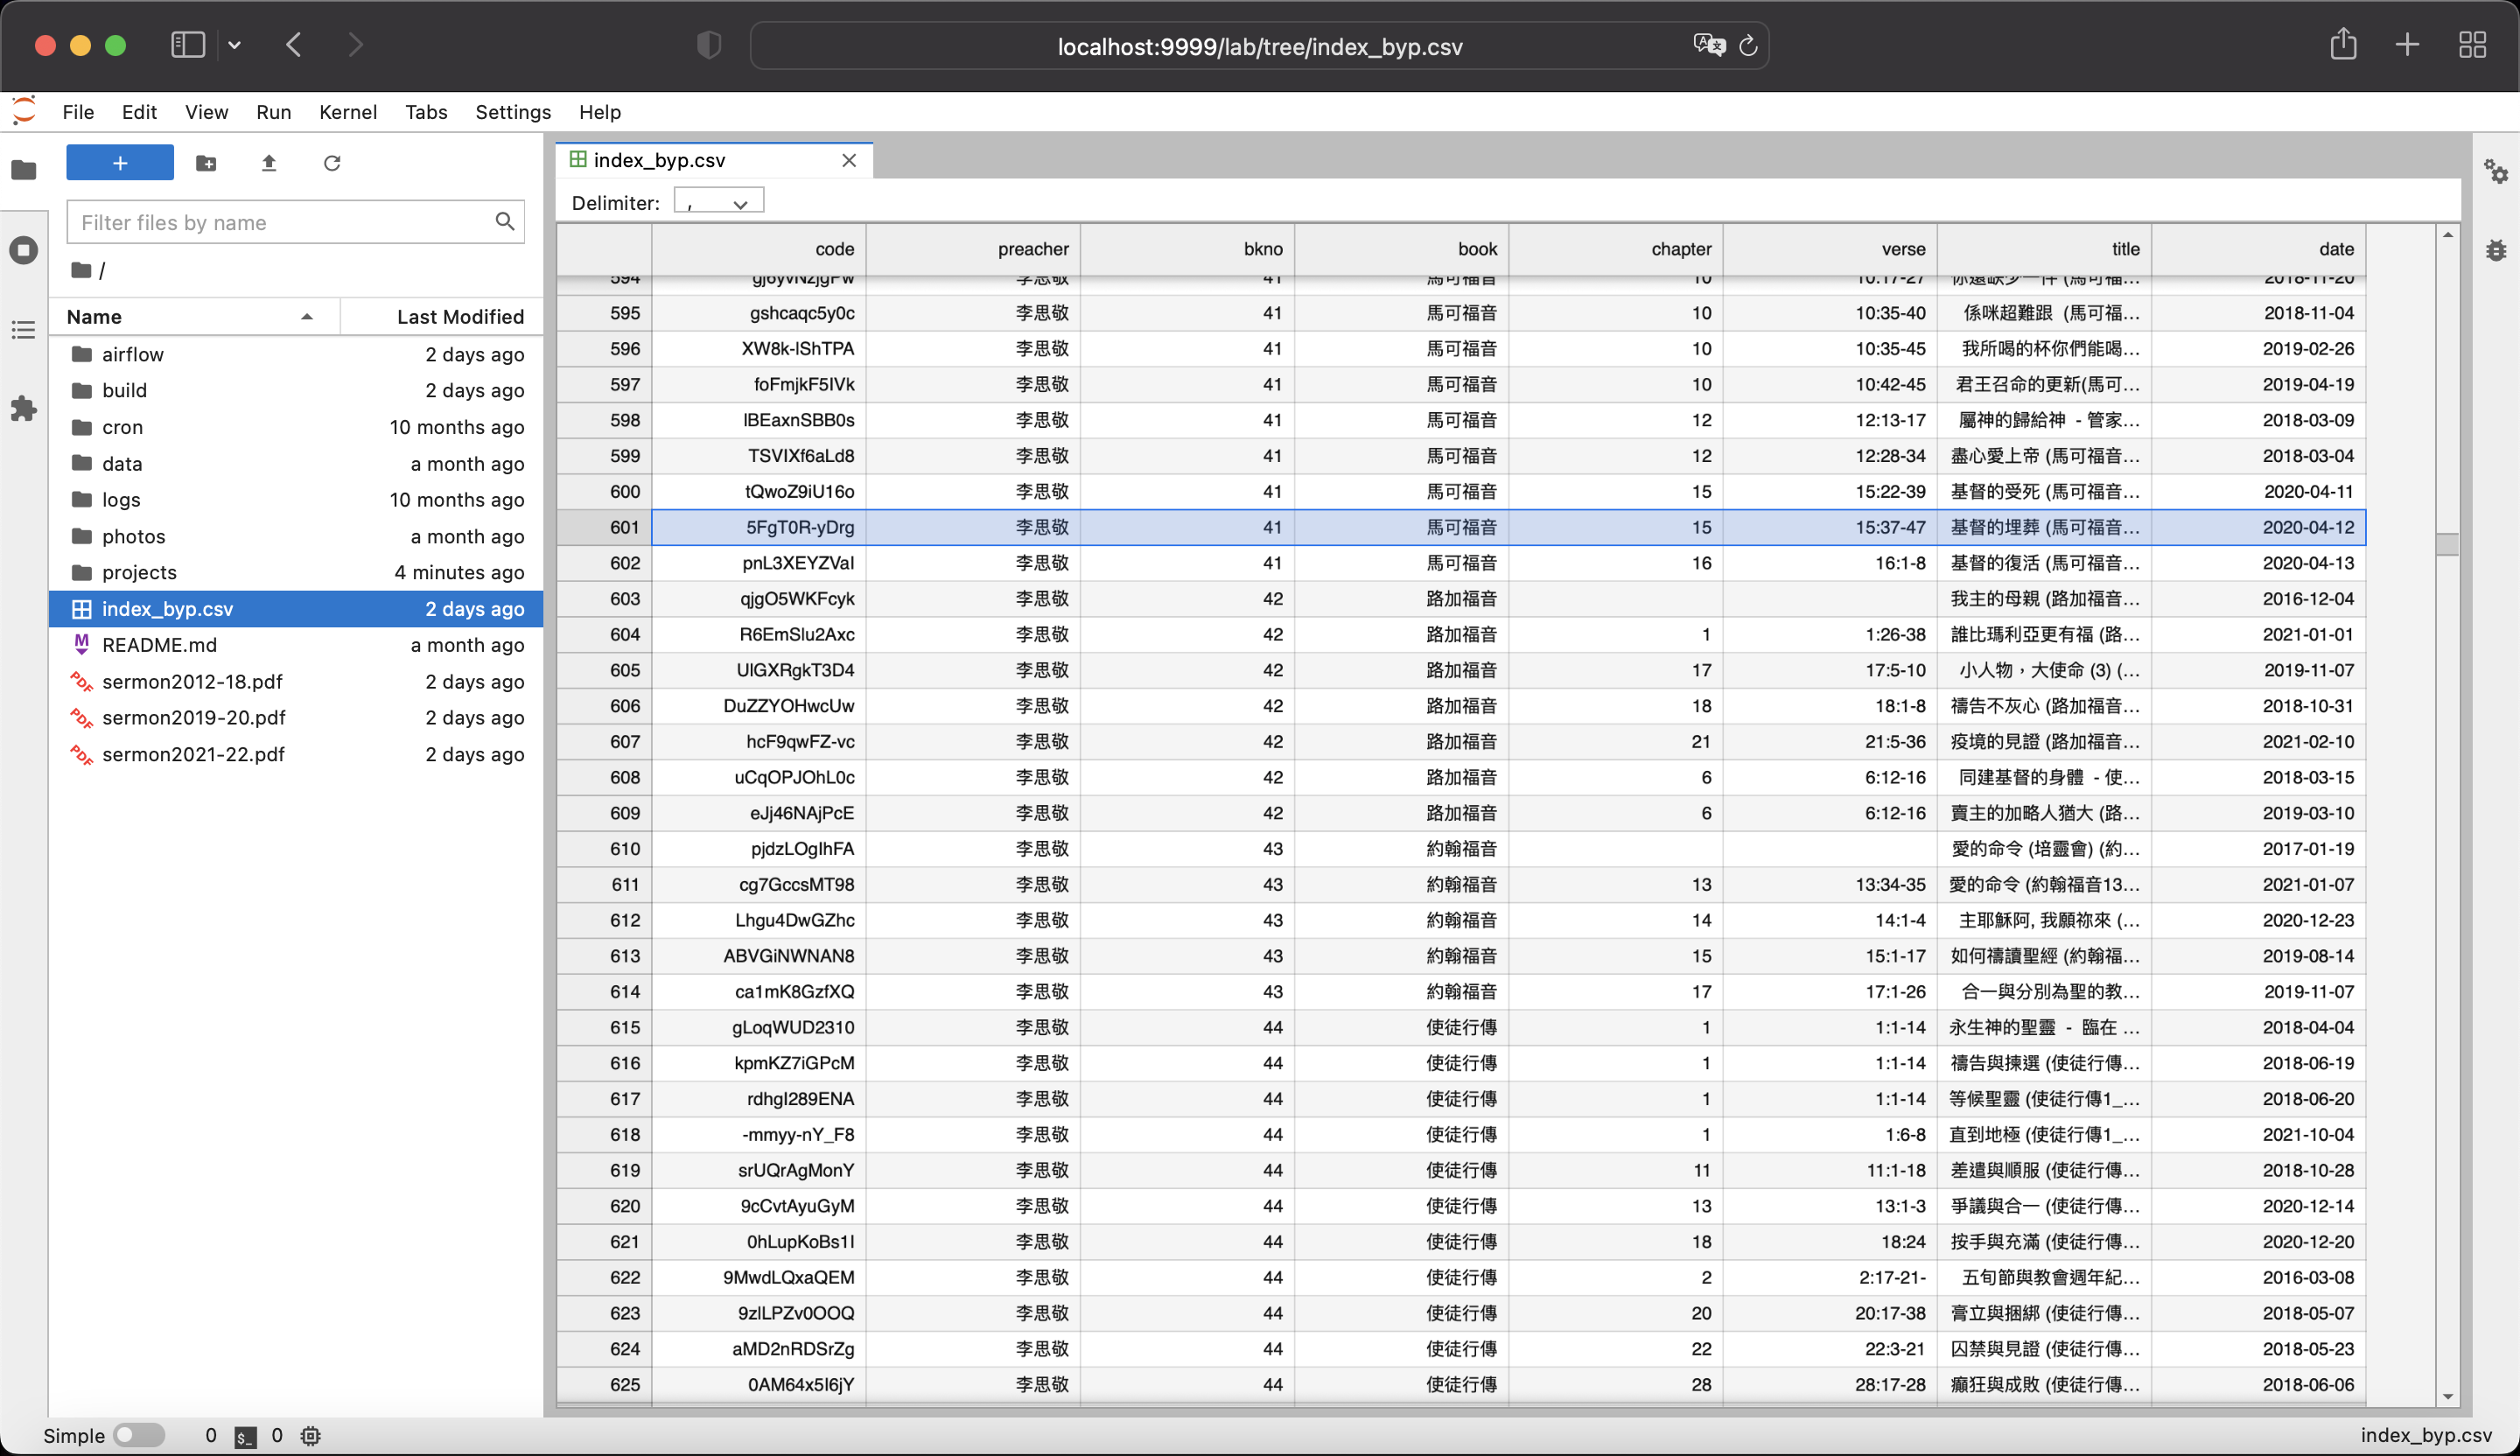 localhost:9999/lab/tree/index_byp.csv
File Edit View Run Kernel Tabs Settings Help
+
Filter files by name
/
Name Last Modified
airflow 2 days ago
build 2 days ago
cron 10 months ago
data a month ago
logs 10 months ago
photos a month ago
projects 4 minutes ago
index_byp.csv 2 days ago
README.md a month ago
sermon2012-18.pdf 2 days ago
sermon2019-20.pdf 2 days ago
sermon2021-22.pdf 2 days ago
index_byp.csv
Delimiter: ,
code preacher bkno book chapter verse title date
594 gj6yvNzjgPw 李思敬 41 馬可福音 10 10:17-27 你還缺少一件 (馬可福... 2018-11-20
595 gshcaqc5y0c 李思敬 41 馬可福音 10 10:35-40 係咪超難跟 (馬可福... 2018-11-04
596 XW8k-lShTPA 李思敬 41 馬可福音 10 10:35-45 我所喝的杯你們能喝... 2019-02-26
597 foFmjkF5IVk 李思敬 41 馬可福音 10 10:42-45 君王召命的更新(馬可... 2019-04-19
598 lBEaxnSBB0s 李思敬 41 馬可福音 12 12:13-17 屬神的歸給神 - 管家... 2018-03-09
599 TSVIXf6aLd8 李思敬 41 馬可福音 12 12:28-34 盡心愛上帝 (馬可福音... 2018-03-04
600 tQwoZ9iU16o 李思敬 41 馬可福音 15 15:22-39 基督的受死 (馬可福音... 2020-04-11
601 5FgT0R-yDrg 李思敬 41 馬可福音 15 15:37-47 基督的埋葬 (馬可福音... 2020-04-12
602 pnL3XEYZVaI 李思敬 41 馬可福音 16 16:1-8 基督的復活 (馬可福音... 2020-04-13
603 qjgO5WKFcyk 李思敬 42 路加福音 我主的母親 (路加福音... 2016-12-04
604 R6EmSlu2Axc 李思敬 42 路加福音 1 1:26-38 誰比瑪利亞更有福 (路... 2021-01-01
605 UlGXRgkT3D4 李思敬 42 路加福音 17 17:5-10 小人物，大使命 (3) (... 2019-11-07
606 DuZZYOHwcUw 李思敬 42 路加福音 18 18:1-8 禱告不灰心 (路加福音... 2018-10-31
607 hcF9qwFZ-vc 李思敬 42 路加福音 21 21:5-36 疫境的見證 (路加福音... 2021-02-10
608 uCqOPJOhL0c 李思敬 42 路加福音 6 6:12-16 同建基督的身體 - 使... 2018-03-15
609 eJj46NAjPcE 李思敬 42 路加福音 6 6:12-16 賣主的加略人猶大 (路... 2019-03-10
610 pjdzLOglhFA 李思敬 43 約翰福音 愛的命令 (培靈會) (約... 2017-01-19
611 cg7GccsMT98 李思敬 43 約翰福音 13 13:34-35 愛的命令 (約翰福音13... 2021-01-07
612 Lhgu4DwGZhc 李思敬 43 約翰福音 14 14:1-4 主耶穌阿, 我願祢來 (... 2020-12-23
613 ABVGiNWNAN8 李思敬 43 約翰福音 15 15:1-17 如何禱讀聖經 (約翰福... 2019-08-14
614 ca1mK8GzfXQ 李思敬 43 約翰福音 17 17:1-26 合一與分別為聖的教... 2019-11-07
615 gLoqWUD2310 李思敬 44 使徒行傳 1 1:1-14 永生神的聖靈 - 臨在 ... 2018-04-04
616 kpmKZ7iGPcM 李思敬 44 使徒行傳 1 1:1-14 禱告與揀選 (使徒行傳... 2018-06-19
617 rdhgI289ENA 李思敬 44 使徒行傳 1 1:1-14 等候聖靈 (使徒行傳1_... 2018-06-20
618 -mmyy-nY_F8 李思敬 44 使徒行傳 1 1:6-8 直到地極 (使徒行傳1_... 2021-10-04
619 srUQrAgMonY 李思敬 44 使徒行傳 11 11:1-18 差遣與順服 (使徒行傳... 2018-10-28
620 9cCvtAyuGyM 李思敬 44 使徒行傳 13 13:1-3 爭議與合一 (使徒行傳... 2020-12-14
621 0hLupKoBs1I 李思敬 44 使徒行傳 18 18:24 按手與充滿 (使徒行傳... 2020-12-20
622 9MwdLQxaQEM 李思敬 44 使徒行傳 2 2:17-21- 五旬節與教會週年紀... 2016-03-08
623 9zlLPZv0OOQ 李思敬 44 使徒行傳 20 20:17-38 膏立與捆綁 (使徒行傳... 2018-05-07
624 aMD2nRDSrZg 李思敬 44 使徒行傳 22 22:3-21 囚禁與見證 (使徒行傳... 2018-05-23
625 0AM64x5I6jY 李思敬 44 使徒行傳 28 28:17-28 癲狂與成敗 (使徒行傳... 2018-06-06
Simple 0 $_ 0 index_byp.csv